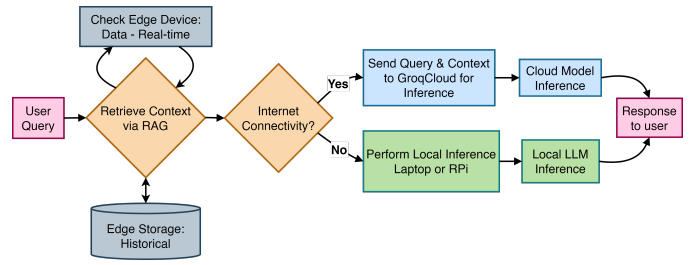 Check Edge Device:
Data - Real-time
User
Query
Retrieve Context
via RAG
Edge Storage:
Historical
Internet
Connectivity?
Yes
No
Send Query & Context
to GroqCloud for
Inference
Perform Local Inference
Laptop or RPi
Cloud Model
Inference
Local LLM
Inference
Response
to user